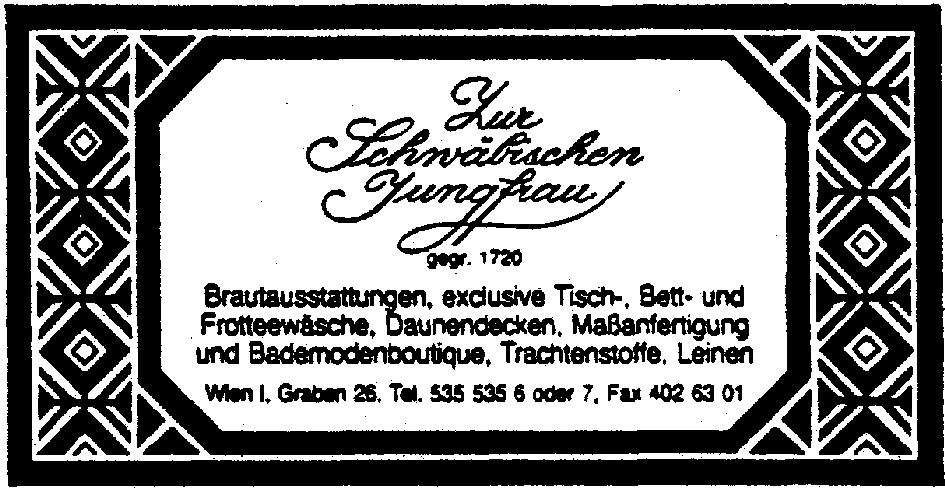 Zur
Schwäbischen
Jungfrau
gegr. 1720
Brautausstattungen, exclusive Tisch-, Bett- und
Frotteewäsche, Daunendecken, Maßanfertigung
und Bademodenboutique, Trachtenstoffe, Leinen
Wien I, Graben 26, Tel. 535 535 6 oder 7, Fax 402 63 01